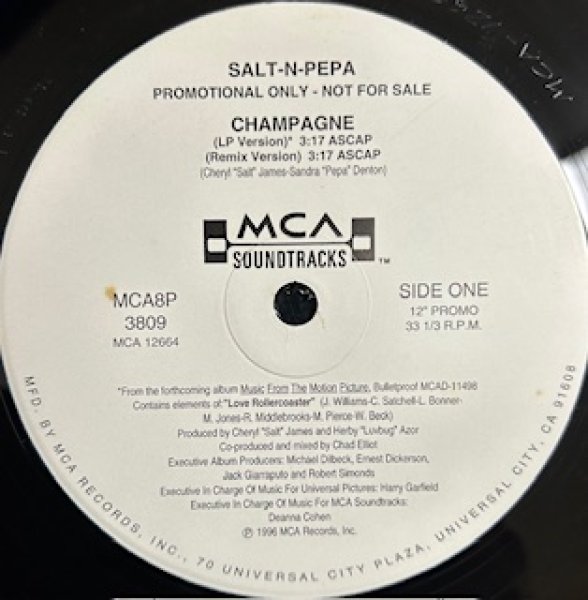 SALT-N-PEPA
PROMOTIONAL ONLY - NOT FOR SALE
CHAMPAGNE
(LP Version)* 3:17 ASCAP
(Remix Version) 3:17 ASCAP
(Cheryl "Salt" James-Sandra "Pepa" Denton)
MCA
SOUNDTRACKS TM
MCA8P
3809
MCA 12664
SIDE ONE
12" PROMO
33 1/3 R.P.M.
*From the forthcoming album Music From The Motion Picture, Bulletproof MCAD-11498
Contains elements of "Love Rollercoaster" (J. Williams-C. Satchell-L. Bonner-
M. Jones-R. Middlebrooks-M. Pierce-W. Beck)
Produced by Cheryl "Salt" James and Herby "Luvbug" Azor
Co-produced and mixed by Chad Elliot
Executive Album Producers: Michael Dilbeck, Ernest Dickerson,
Jack Giarraputo and Robert Simonds
Executive In Charge Of Music For Universal Pictures: Harry Garfield
Executive In Charge Of Music For MCA Soundtracks:
Deanna Cohen
℗ 1996 MCA Records, Inc.
MFD. BY MCA RECORDS, INC., 70 UNIVERSAL CITY PLAZA, UNIVERSAL CITY, CA 91608